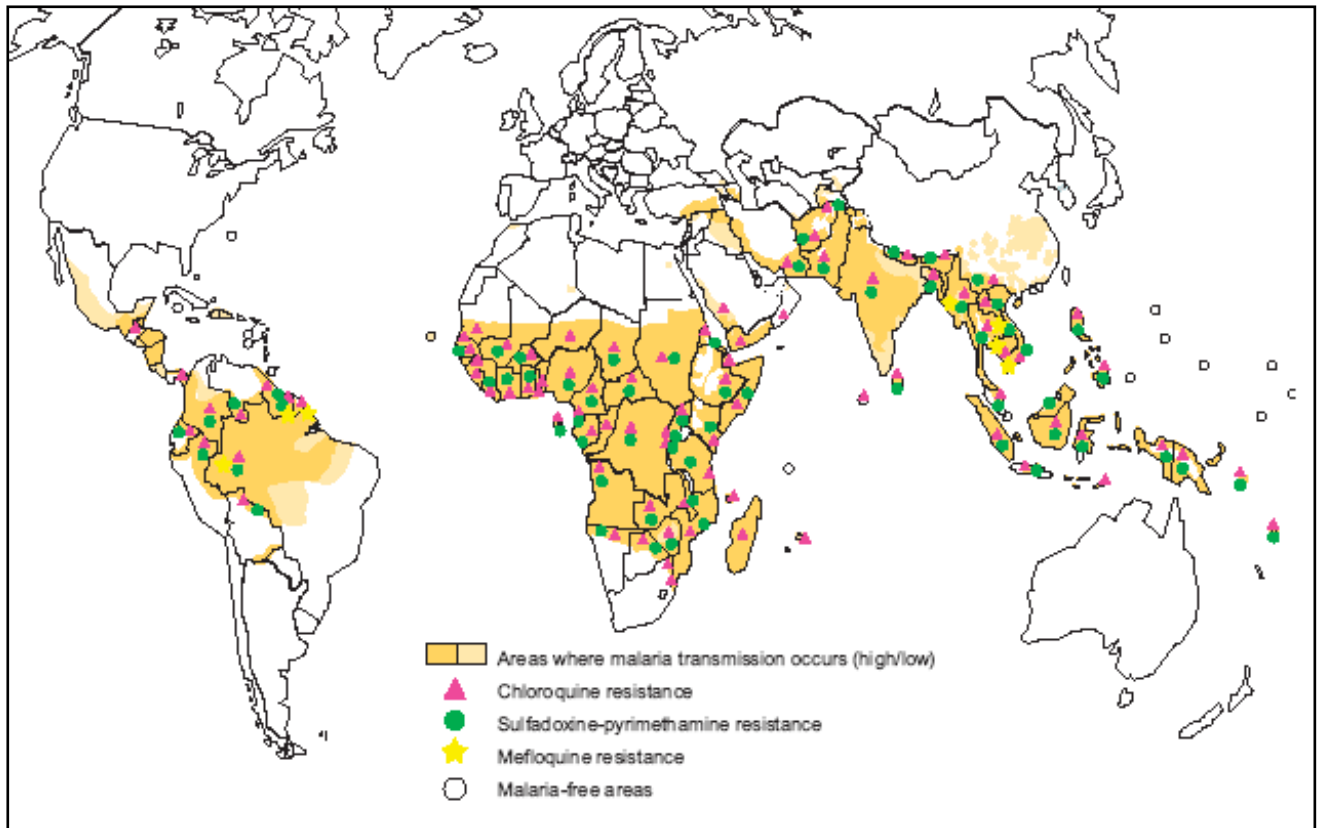 Areas where malaria transmission occurs (high/low)
Chloroquine resistance
Sulfadoxine-pyrimethamine resistance
Mefloquine resistance
Malaria-free areas